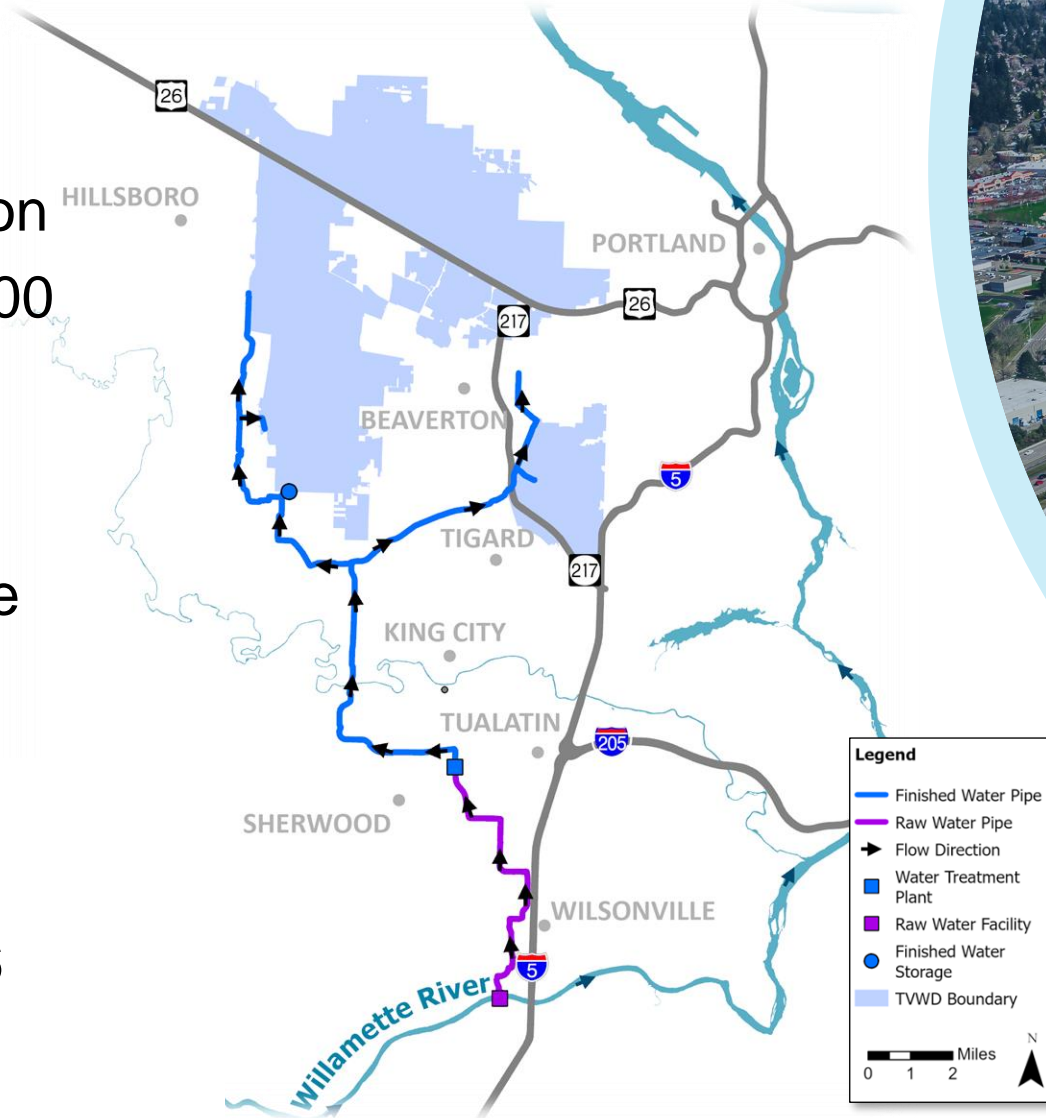 on
00
e
s
26
HILLSBORO
PORTLAND
26
217
BEAVERTON
5
TIGARD
217
KING CITY
TUALATIN
205
SHERWOOD
WILSONVILLE
5
Willamette River
Legend
Finished Water Pipe
Raw Water Pipe
Flow Direction
Water Treatment
Plant
Raw Water Facility
Finished Water
Storage
TVWD Boundary
Miles
0 1 2
N